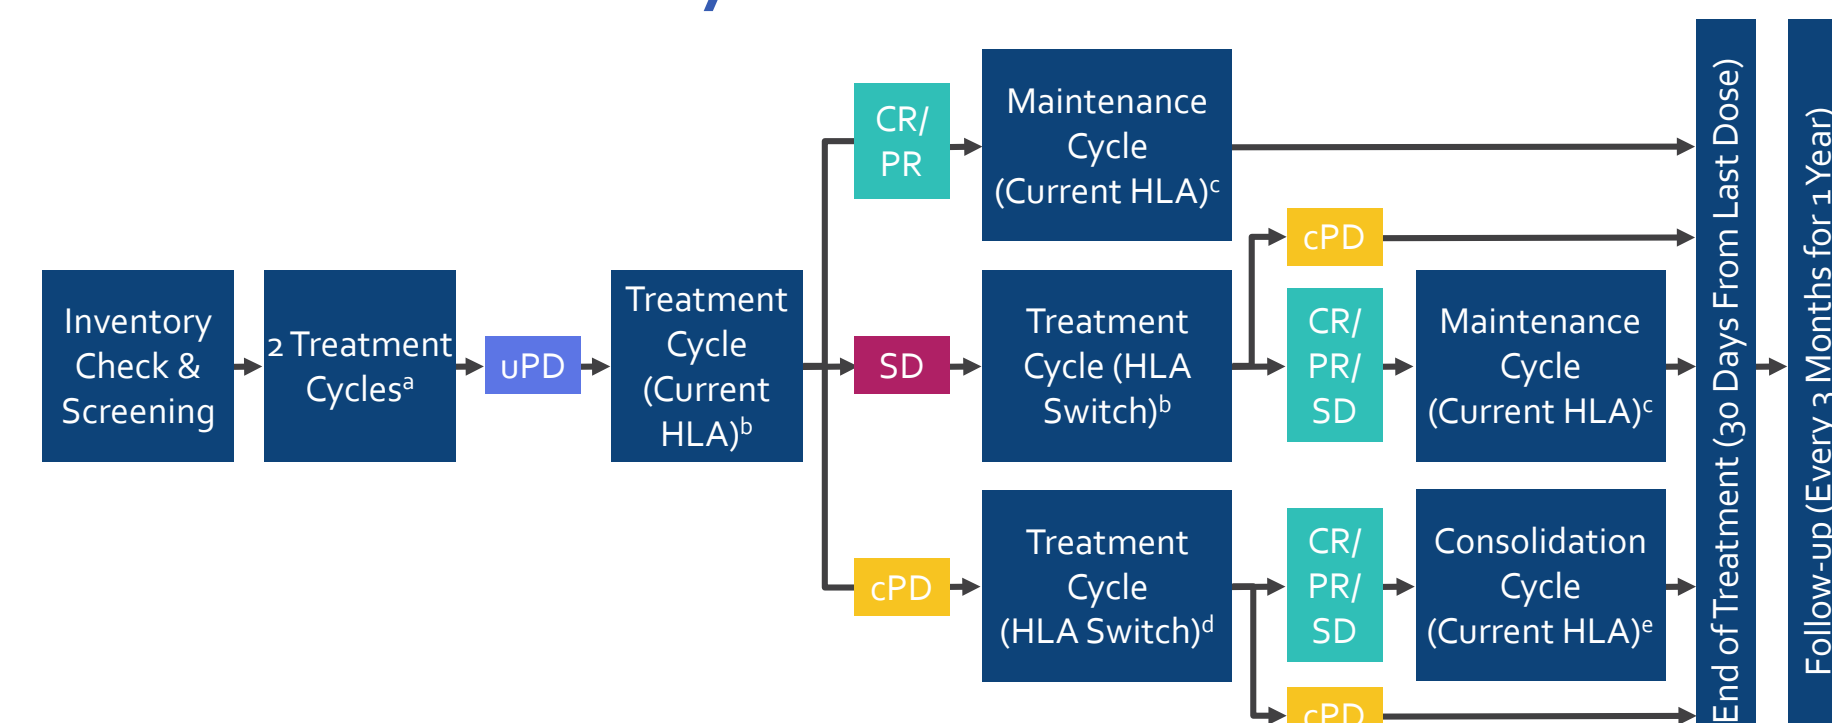 Inventory
Check &
Screening
2 Treatment
Cyclesᵃ
uPD
Treatment
Cycle
(Current
HLA)ᵇ
CR/
PR
Maintenance
Cycle
(Current HLA)ᶜ
SD
Treatment
Cycle (HLA
Switch)ᵇ
cPD
CR/
PR/
SD
Maintenance
Cycle
(Current HLA)ᶜ
cPD
Treatment
Cycle
(HLA Switch)ᵈ
CR/
PR/
SD
Consolidation
Cycle
(Current HLA)ᵉ
cPD
End of Treatment (30 Days From Last Dose)
Follow-up (Every 3 Months for 1 Year)